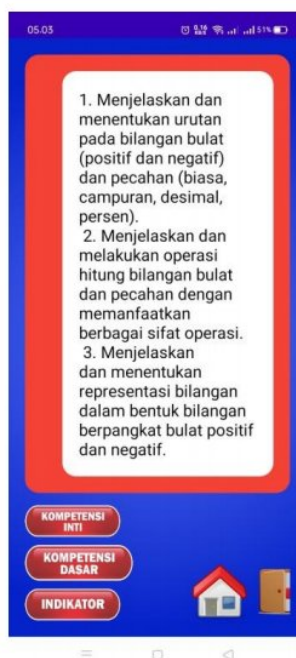 05.03
51%
1. Menjelaskan dan
menentukan urutan
pada bilangan bulat
(positif dan negatif)
dan pecahan (biasa,
campuran, desimal,
persen).
2. Menjelaskan dan
melakukan operasi
hitung bilangan bulat
dan pecahan dengan
memanfaatkan
berbagai sifat operasi.
3. Menjelaskan
dan menentukan
representasi bilangan
dalam bentuk bilangan
berpangkat bulat positif
dan negatif.
KOMPETENSI
INTI
KOMPETENSI
DASAR
INDIKATOR